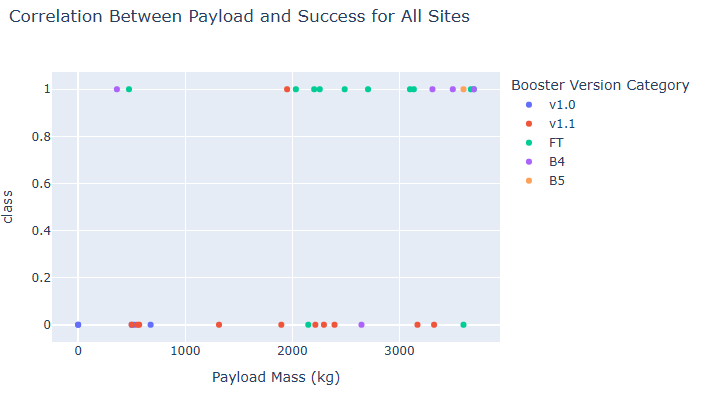 Correlation Between Payload and Success for All Sites
Booster Version Category
v1.0
v1.1
FT
B4
B5
class
1
0.8
0.6
0.4
0.2
0
0 1000 2000 3000
Payload Mass (kg)